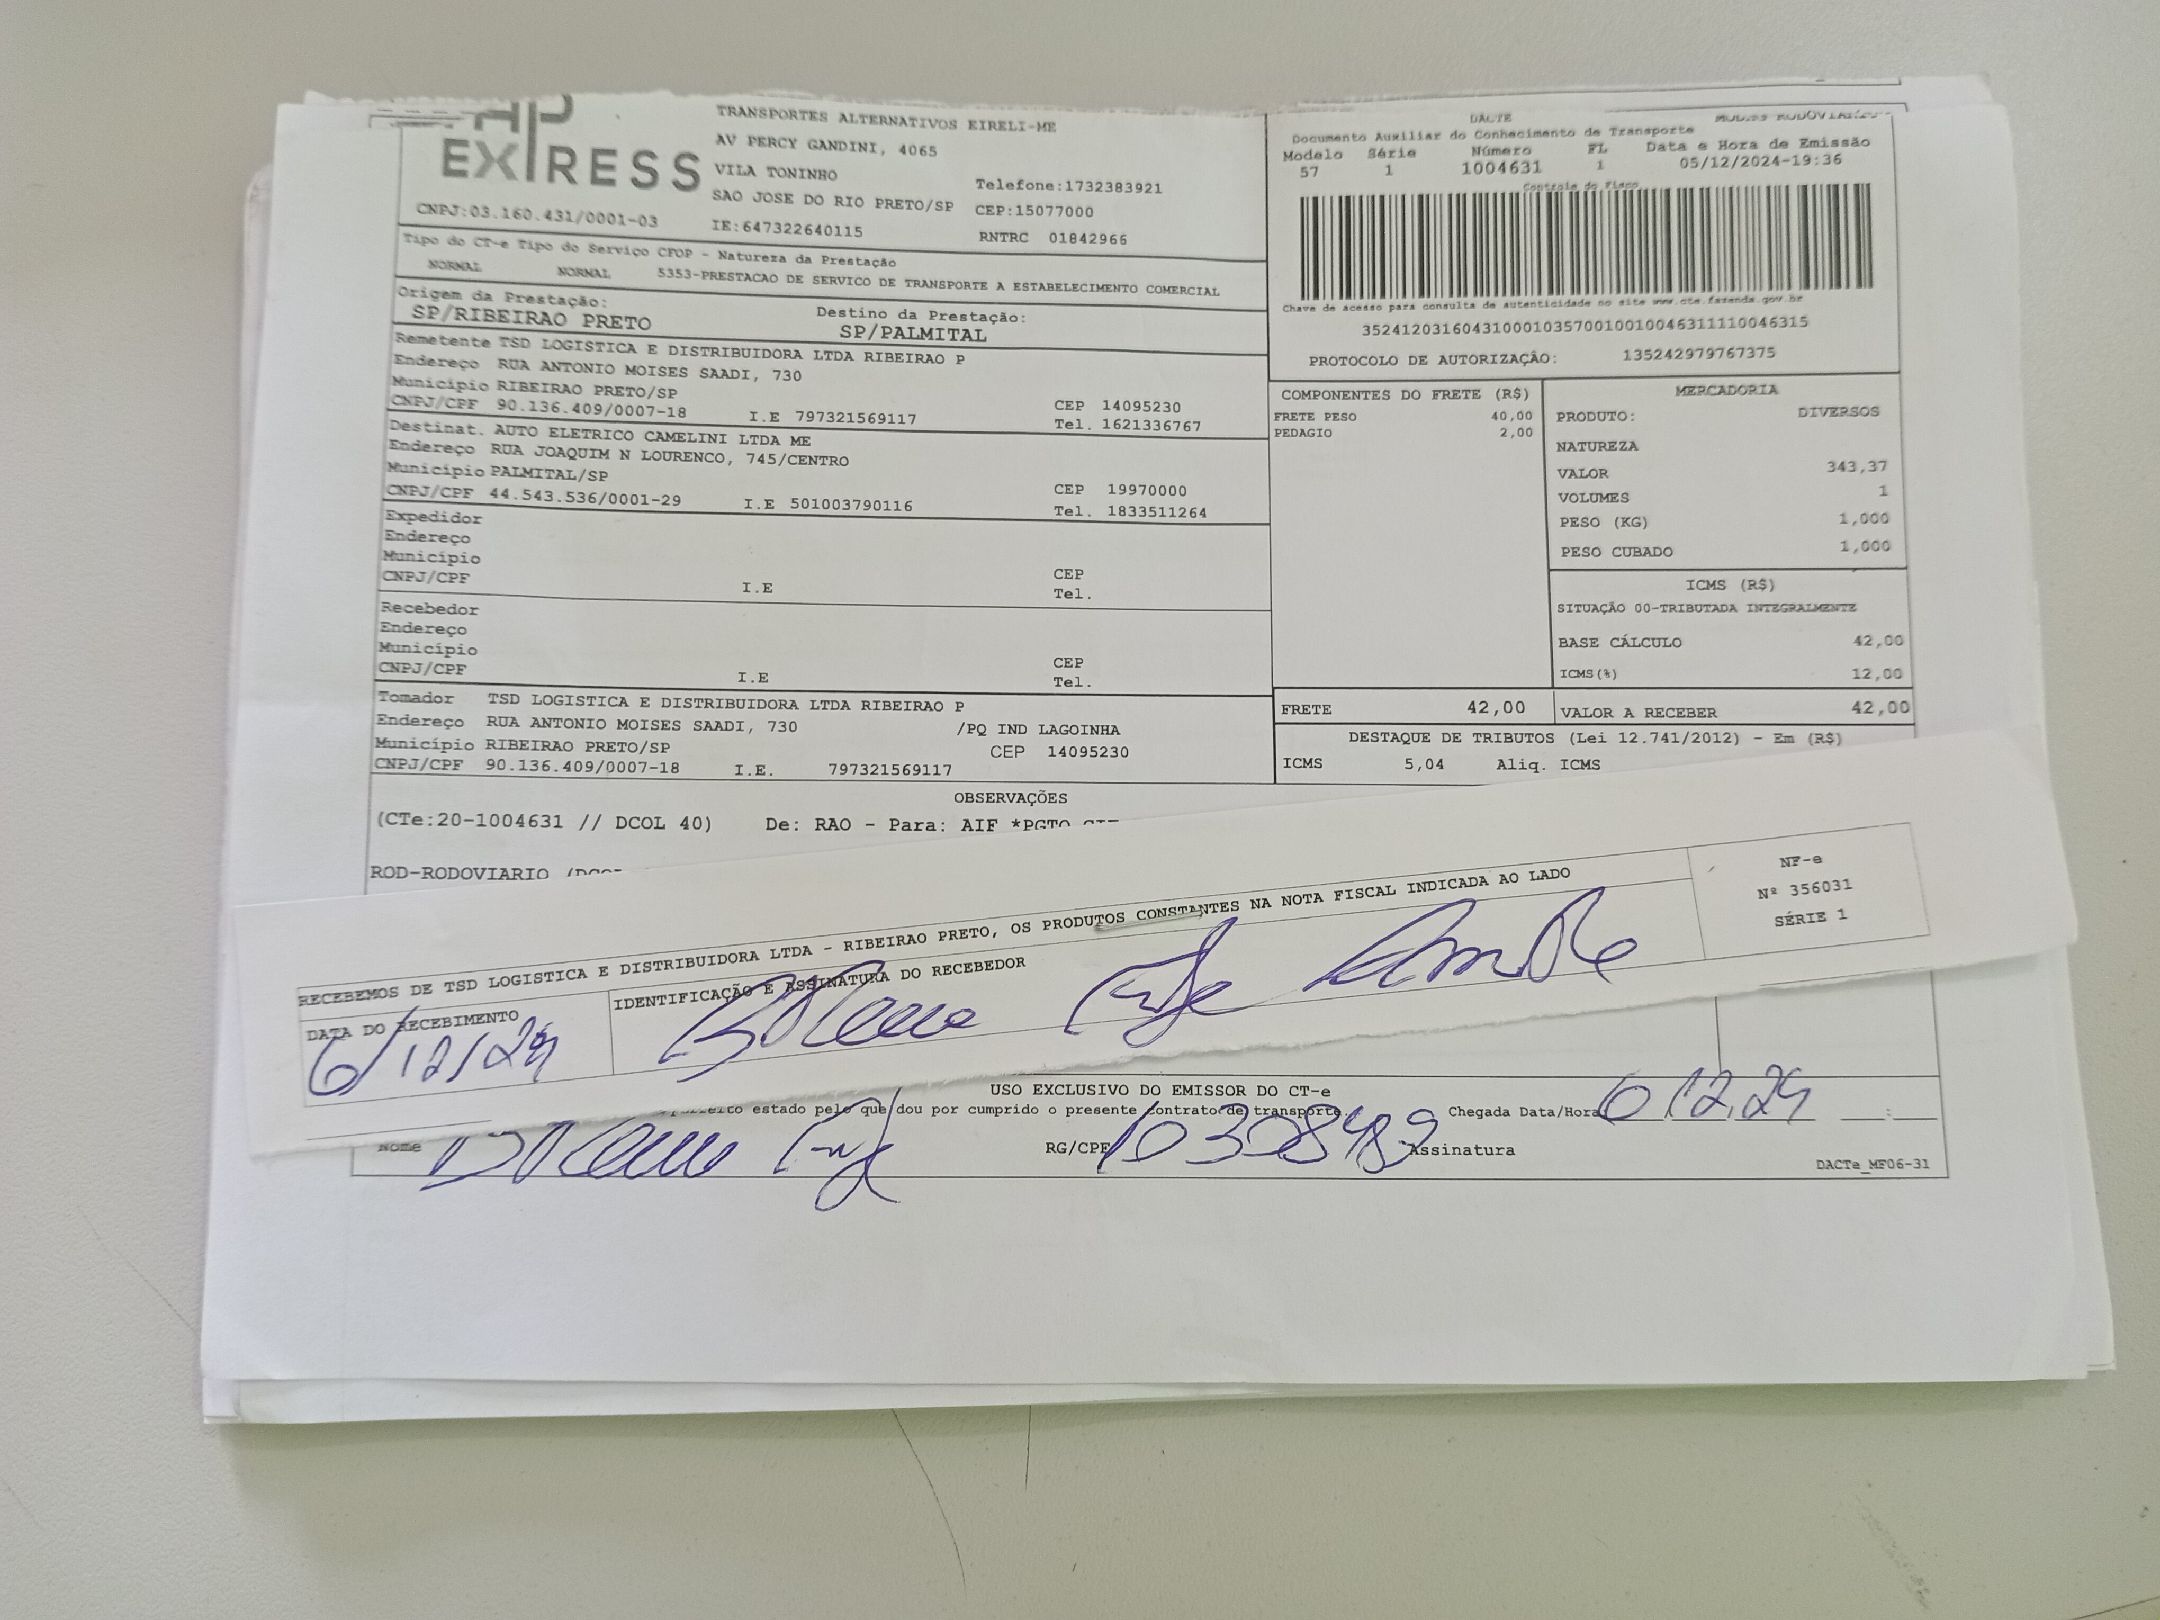 AP
EXPRESS
TRANSPORTES ALTERNATIVOS EIRELI-ME
AV PERCY GANDINI, 4065
VILA TONINHO
SAO JOSE DO RIO PRETO/SP
Telefone:1732383921
CEP:15077000
CNPJ:03.160.431/0001-03
IE:647322640115
RNTRC 01842966
Tipo do CT-e Tipo do Serviço CFOP - Natureza da Prestação
NORMAL NORMAL 5353-PRESTACAO DE SERVICO DE TRANSPORTE A ESTABELECIMENTO COMERCIAL
Origem da Prestação: Destino da Prestação:
SP/RIBEIRAO PRETO SP/PALMITAL
Remetente TSD LOGISTICA E DISTRIBUIDORA LTDA RIBEIRAO P
Endereço RUA ANTONIO MOISES SAADI, 730
Município RIBEIRAO PRETO/SP CEP 14095230
CNPJ/CPF 90.136.409/0007-18 I.E 797321569117 Tel. 1621336767
Destinat. AUTO ELETRICO CAMELINI LTDA ME
Endereço RUA JOAQUIM N LOURENCO, 745/CENTRO
Município PALMITAL/SP CEP 19970000
CNPJ/CPF 44.543.536/0001-29 I.E 501003790116 Tel. 1833511264
Expedidor
Endereço
Município CEP
CNPJ/CPF I.E Tel.
Recebedor
Endereço
Município CEP
CNPJ/CPF I.E Tel.
Tomador TSD LOGISTICA E DISTRIBUIDORA LTDA RIBEIRAO P
Endereço RUA ANTONIO MOISES SAADI, 730 /PQ IND LAGOINHA
Município RIBEIRAO PRETO/SP CEP 14095230
CNPJ/CPF 90.136.409/0007-18 I.E. 797321569117
DACTE
Documento Auxiliar do Conhecimento de Transporte
Modelo Série Número FL Data e Hora de Emissão
57 1 1004631 1 05/12/2024-19:36
Controle do Fisco
Chave de acesso para consulta de autenticidade no site www.cte.fazenda.gov.br
35241203160431000103570010010046311110046315
PROTOCOLO DE AUTORIZAÇÃO: 135242979767375
COMPONENTES DO FRETE (R$)
FRETE PESO 40,00
PEDAGIO 2,00
MERCADORIA
PRODUTO: DIVERSOS
NATUREZA
VALOR 343,37
VOLUMES 1
PESO (KG) 1,000
PESO CUBADO 1,000
ICMS (R$)
SITUAÇÃO 00-TRIBUTADA INTEGRALMENTE
BASE CÁLCULO 42,00
ICMS(%) 12,00
FRETE 42,00 VALOR A RECEBER 42,00
DESTAQUE DE TRIBUTOS (Lei 12.741/2012) - Em (R$)
ICMS 5,04 Aliq. ICMS
OBSERVAÇÕES
(CTe:20-1004631 // DCOL 40) De: RAO - Para: AIF *PGTO
ROD-RODOVIARIO
RECEBEMOS DE TSD LOGISTICA E DISTRIBUIDORA LTDA - RIBEIRAO PRETO, OS PRODUTOS CONSTANTES NA NOTA FISCAL INDICADA AO LADO
NF-e
Nº 356031
SÉRIE 1
DATA DO RECEBIMENTO
IDENTIFICAÇÃO E ASSINATURA DO RECEBEDOR
6/12/24
USO EXCLUSIVO DO EMISSOR DO CT-e
estado pelo que dou por cumprido o presente contrato de transporte.
Chegada Data/Hora 6 12.24 :
Nome
RG/CPF 10308489
Assinatura
DACTe_MF06-31